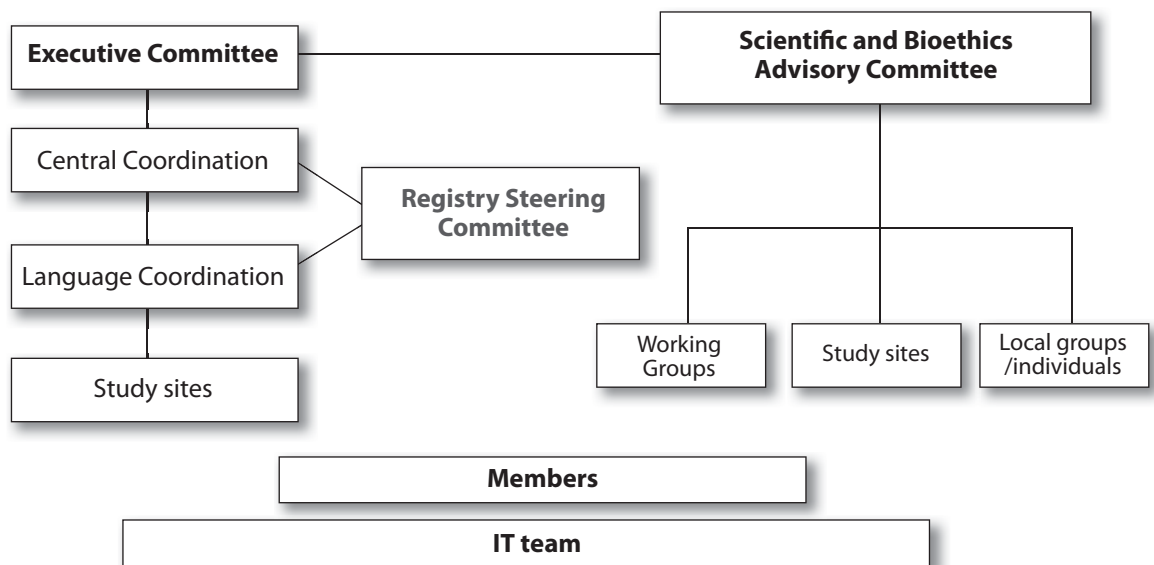 Executive Committee
Scientific and Bioethics
Advisory Committee
Central Coordination
Registry Steering
Committee
Language Coordination
Study sites
Working
Groups
Study sites
Local groups
/individuals
Members
IT team